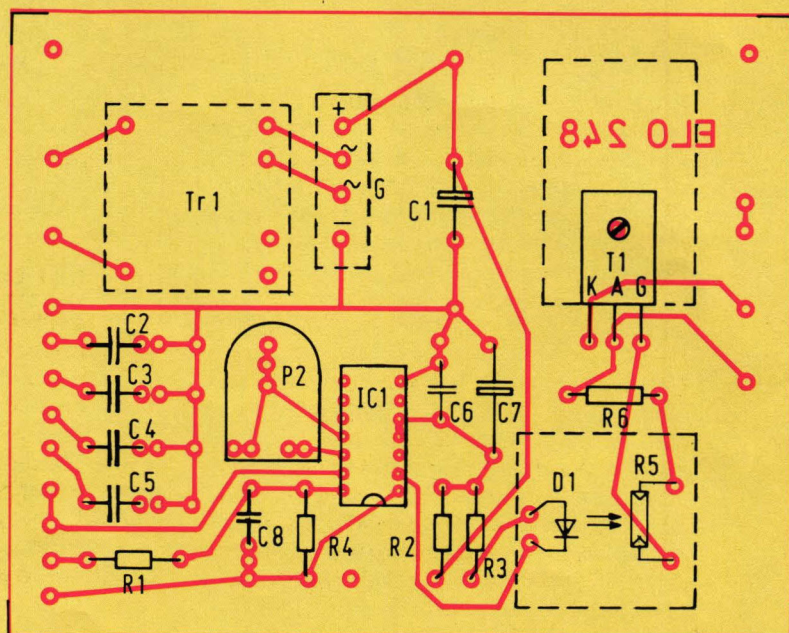 ELO 248
+
~
~
G
−
Tr1
C1
T1
K A G
C2
C3
C4
C5
P2
IC1
C6
C7
R6
D1
R5
C8
R4
R2
R3
R1